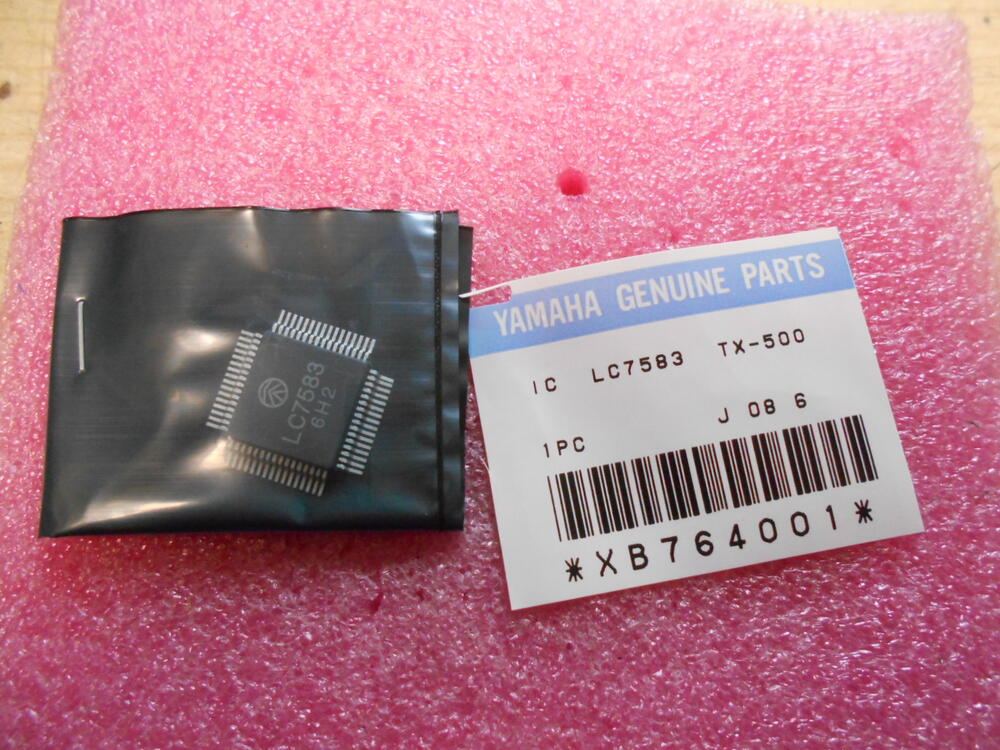 LC7583
6H2
YAMAHA GENUINE PARTS
IC LC7583 TX-500
J 08 6
1PC
*XB764001*